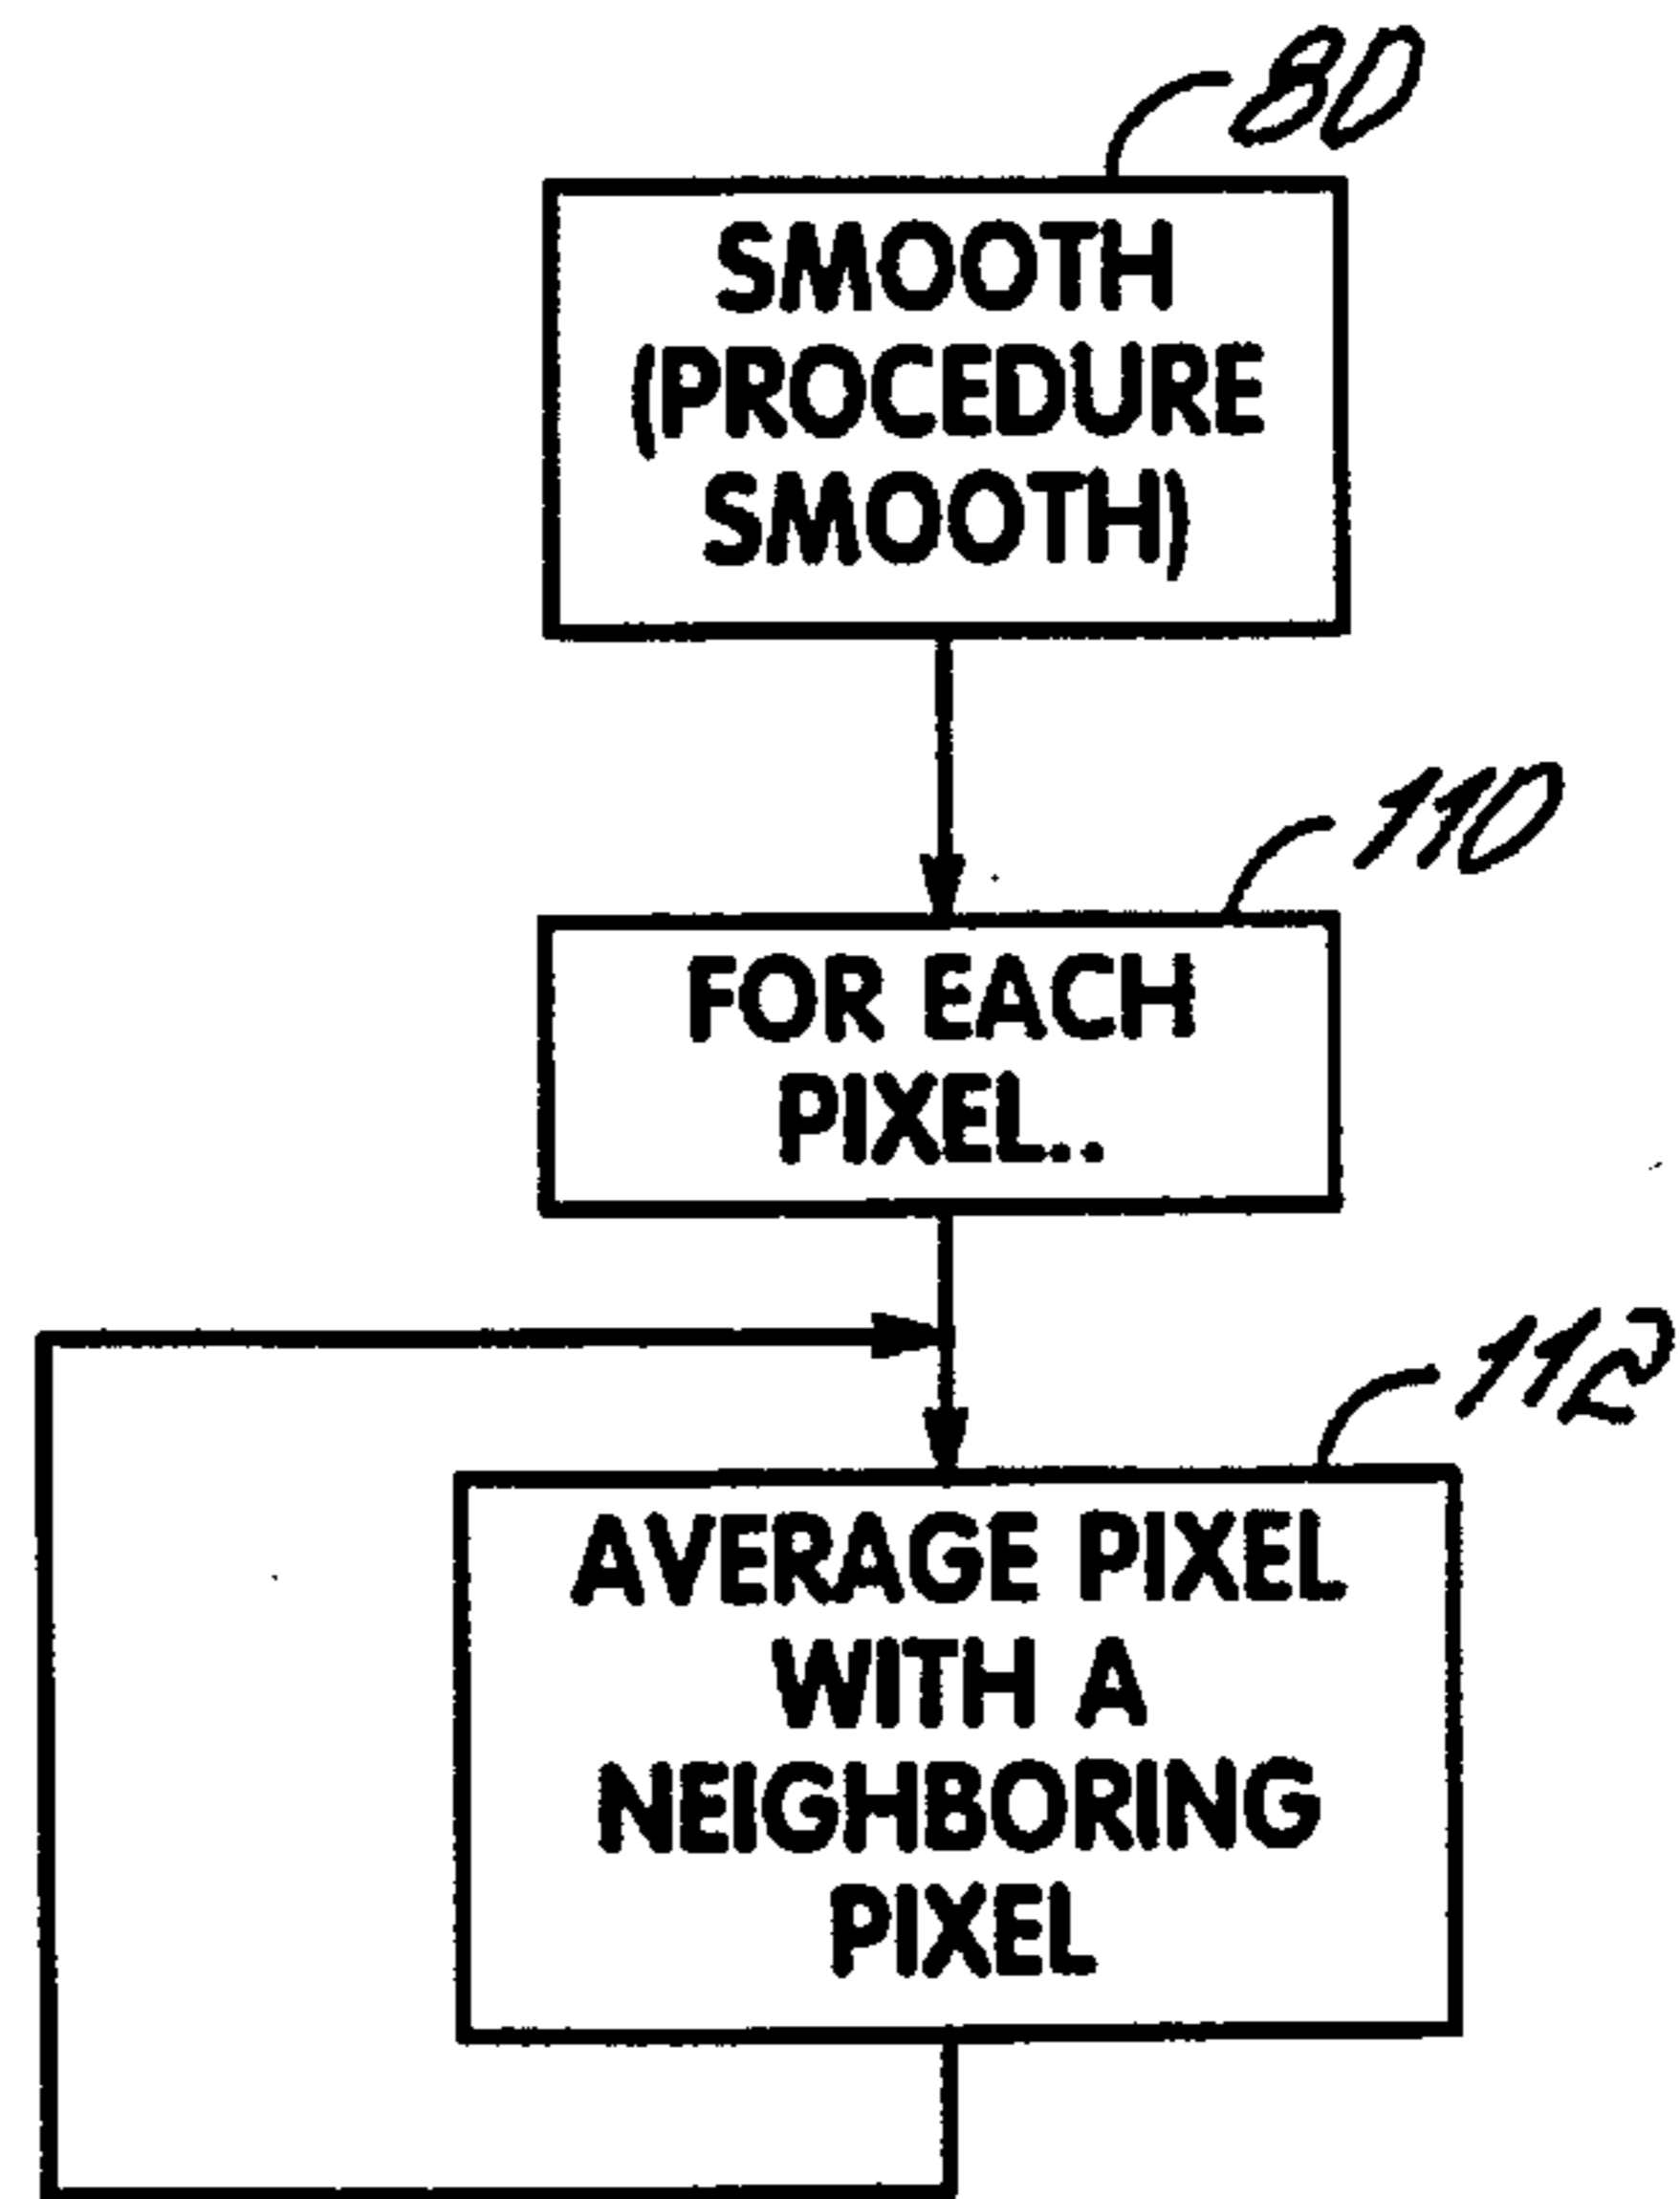 80
SMOOTH
(PROCEDURE
SMOOTH)
110
FOR EACH
PIXEL..
112
AVERAGE PIXEL
WITH A
NEIGHBORING
PIXEL